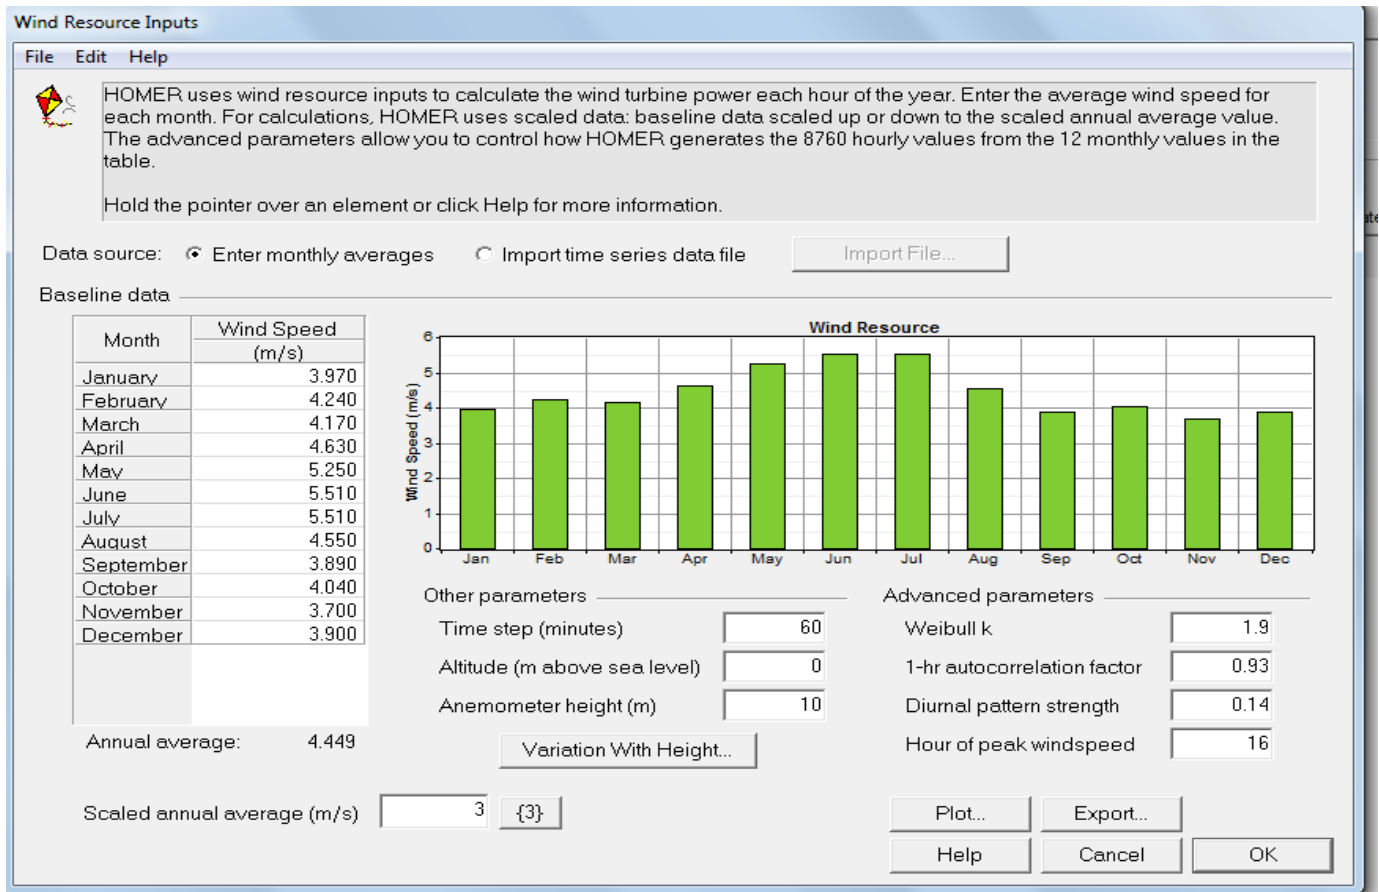 Wind Resource Inputs
File Edit Help
HOMER uses wind resource inputs to calculate the wind turbine power each hour of the year. Enter the average wind speed for
each month. For calculations, HOMER uses scaled data: baseline data scaled up or down to the scaled annual average value.
The advanced parameters allow you to control how HOMER generates the 8760 hourly values from the 12 monthly values in the
table.
Hold the pointer over an element or click Help for more information.
Data source: Enter monthly averages Import time series data file Import File...
Baseline data
Month Wind Speed
(m/s)
January 3.970
February 4.240
March 4.170
April 4.630
May 5.250
June 5.510
July 5.510
August 4.550
September 3.890
October 4.040
November 3.700
December 3.900
Annual average: 4.449
Wind Resource
Wind Speed (m/s)
6
5
4
3
2
1
0
Jan Feb Mar Apr May Jun Jul Aug Sep Oct Nov Dec
Other parameters
Time step (minutes) 60
Altitude (m above sea level) 0
Anemometer height (m) 10
Variation With Height...
Advanced parameters
Weibull k 1.9
1-hr autocorrelation factor 0.93
Diurnal pattern strength 0.14
Hour of peak windspeed 16
Scaled annual average (m/s) 3 {3}
Plot... Export...
Help Cancel OK